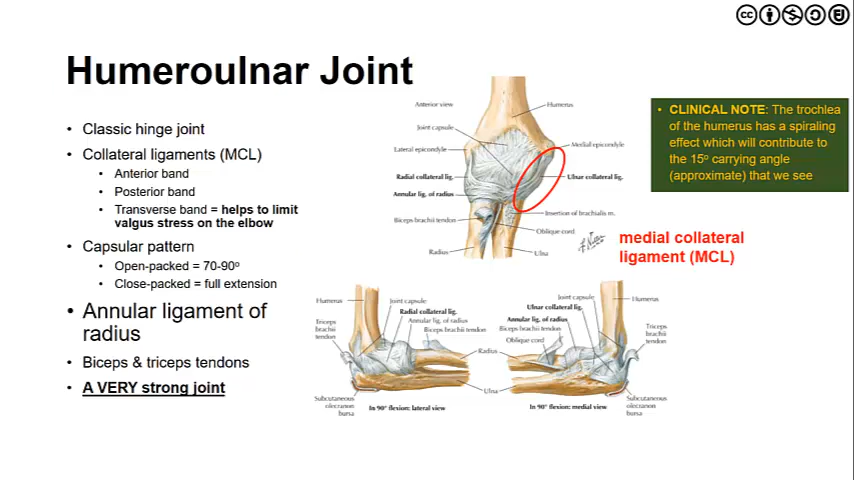 Humeroulnar Joint
• Classic hinge joint
• Collateral ligaments (MCL)
• Anterior band
• Posterior band
• Transverse band = helps to limit
valgus stress on the elbow
• Capsular pattern
• Open-packed = 70-90º
• Close-packed = full extension
• Annular ligament of
radius
• Biceps & triceps tendons
• A VERY strong joint
Anterior view
Humerus
Joint capsule
Lateral epicondyle
Medial epicondyle
Radial collateral lig.
Ulnar collateral lig.
Annular lig. of radius
Biceps brachii tendon
Insertion of brachialis m.
Oblique cord
Radius
Ulna
medial collateral
ligament (MCL)
• CLINICAL NOTE: The trochlea
of the humerus has a spiraling
effect which will contribute to
the 15º carrying angle
(approximate) that we see
Humerus
Joint capsule
Radial collateral lig.
Annular lig. of radius
Biceps brachii tendon
Triceps
brachii
tendon
Radius
Ulna
Subcutaneous
olecranon
bursa
In 90° flexion: lateral view
Joint capsule
Ulnar collateral lig.
Annular lig. of radius
Biceps brachii tendon
Oblique cord
Humerus
Triceps
brachii
tendon
Subcutaneous
olecranon
bursa
In 90° flexion: medial view
cc